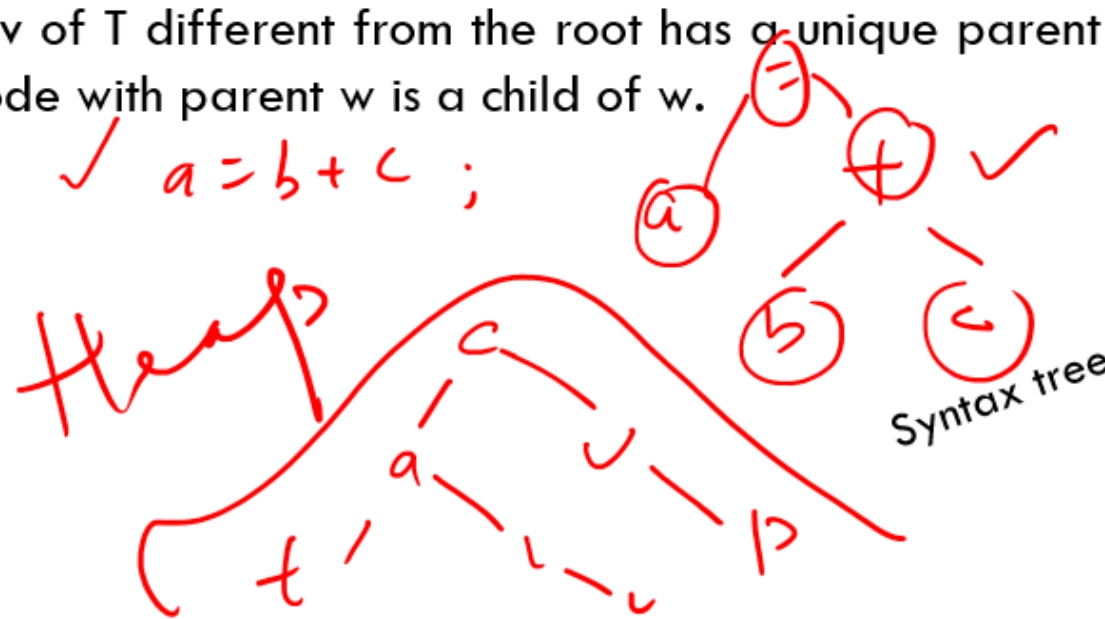 v of T different from the root has a unique parent
ode with parent w is a child of w.
=
a = b + c ;
+
a
Heap
b
c
c
Syntax tree
a
u
t
l
p